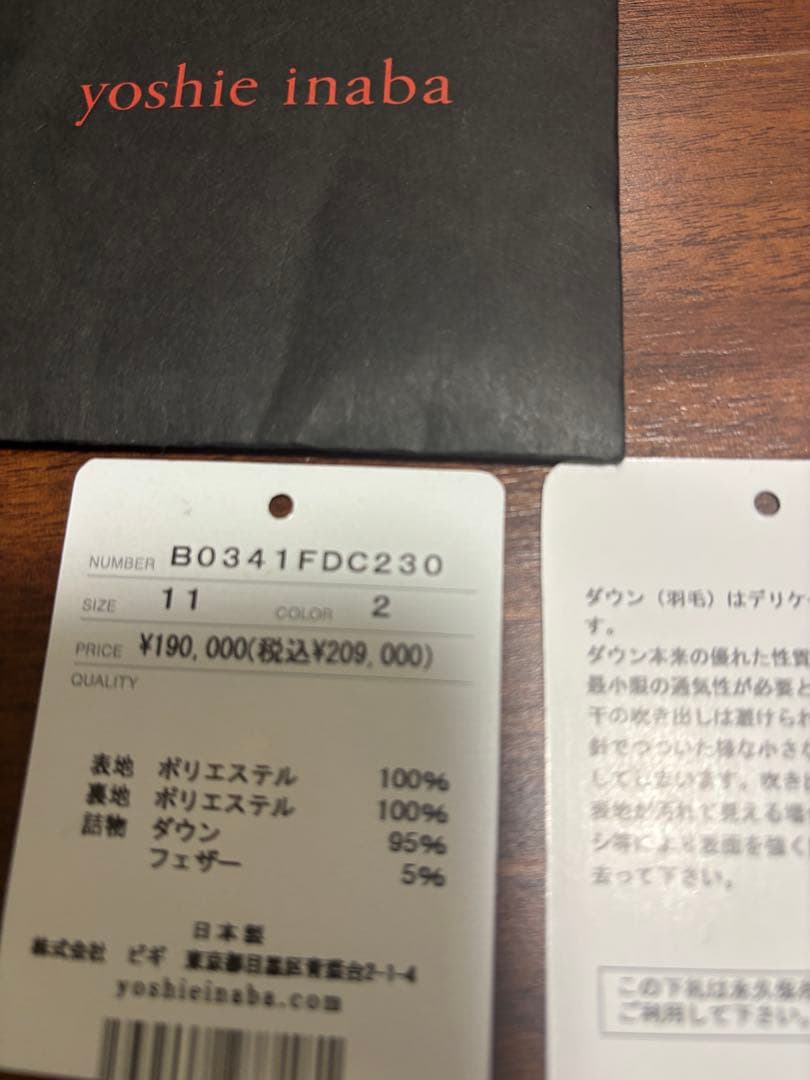 yoshie inaba
NUMBER B0341FDC230
SIZE 11 COLOR 2
PRICE ¥190,000(税込¥209,000)
QUALITY
表地 ポリエステル 100%
裏地 ポリエステル 100%
詰物 ダウン 95%
フェザー 5%
日本製
株式会社 ビギ 東京都目黒区青葉台2-1-4
yoshieinaba.com
ダウン（羽毛）はデリケ
す。
ダウン本来の優れた性質
最小限の通気性が必要と
干の吹き出しは避けられ
針でつついた様な小さな
してしまいます。吹き
表地が汚れて見える場
シ等により表面を強く
去って下さい。
この下札は永久保存
ご利用して下さい。